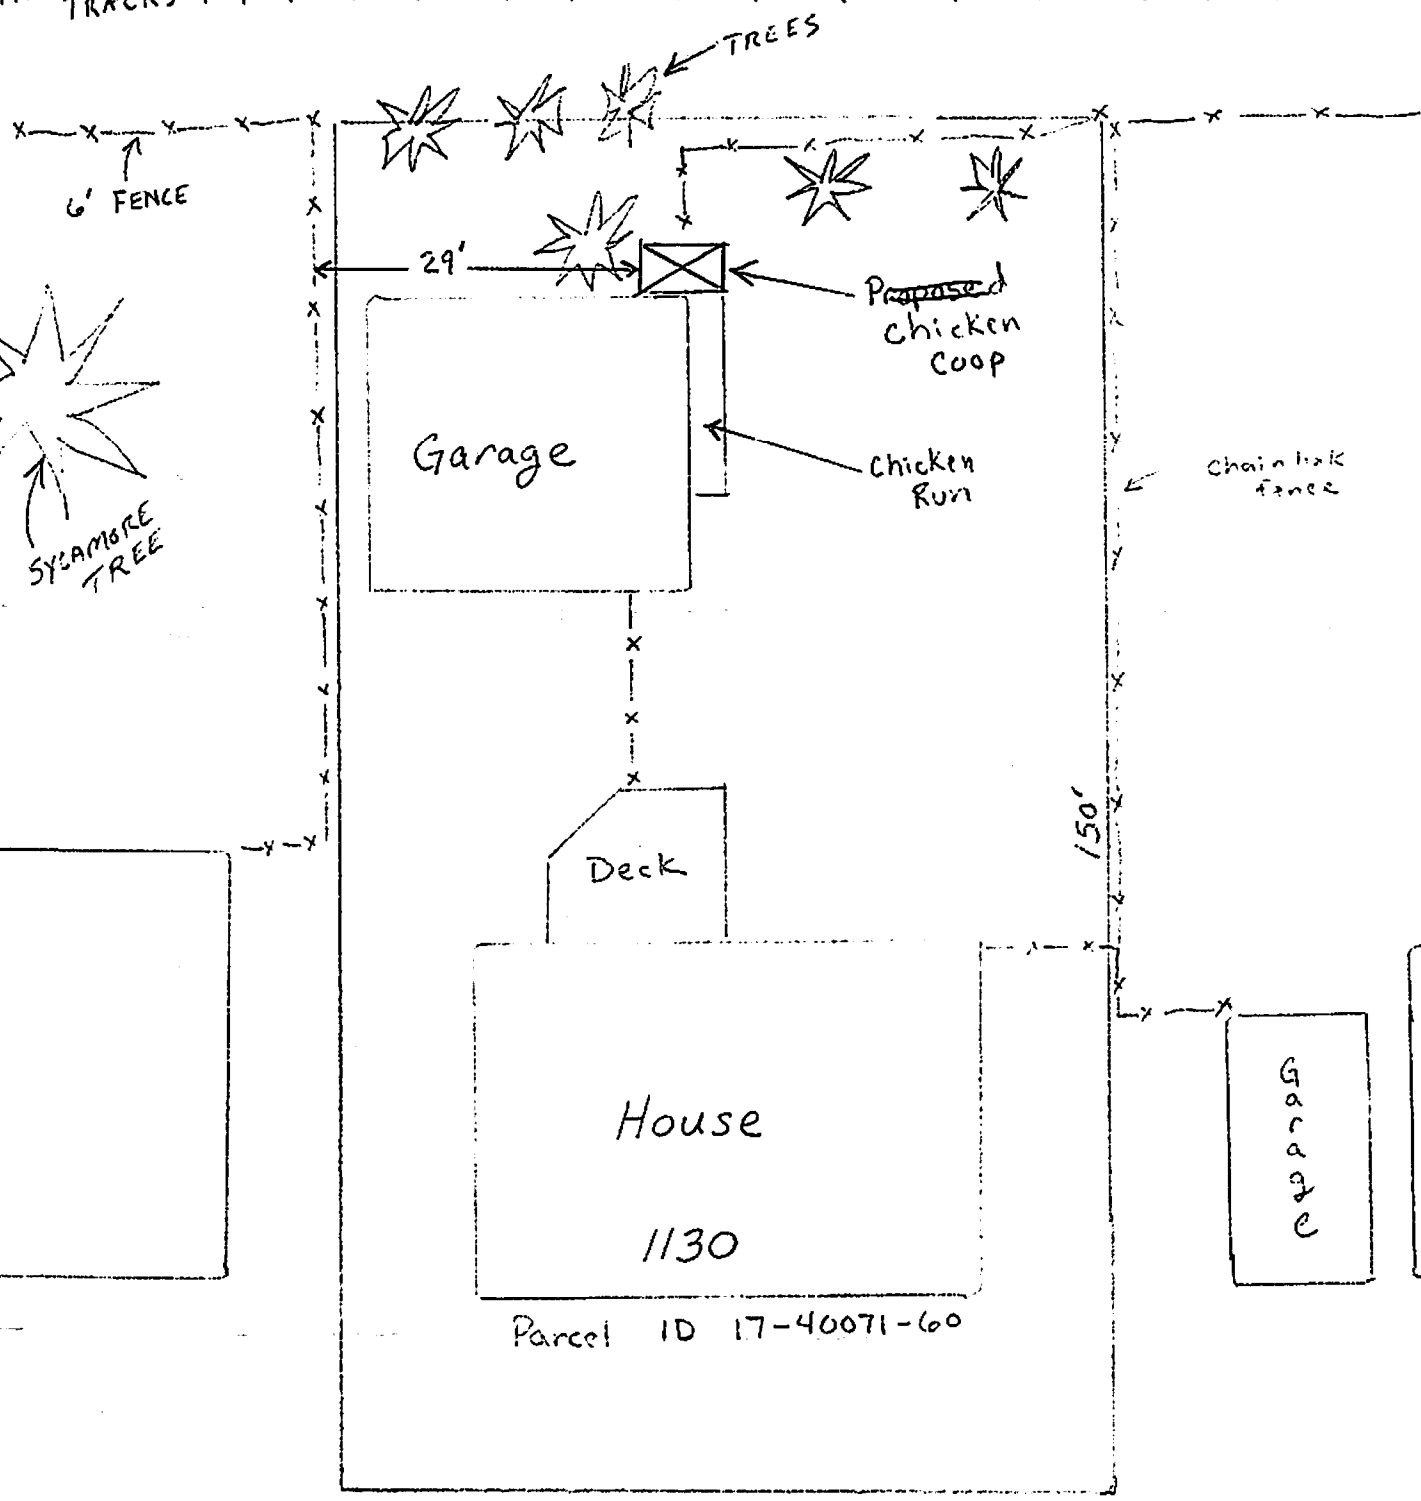 TRACKS
TREES
6' FENCE
29'
Proposed
Chicken
Coop
Garage
Chicken
Run
Chain link
fence
SYCAMORE
TREE
150'
Deck
House
Garage
1130
Parcel ID 17-40071-60